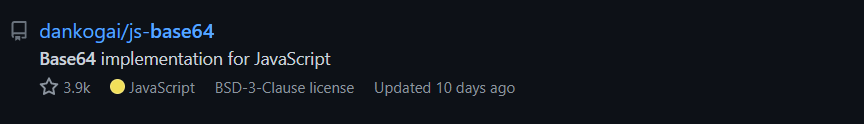 dankogai/js-base64
Base64 implementation for JavaScript
3.9k JavaScript BSD-3-Clause license Updated 10 days ago